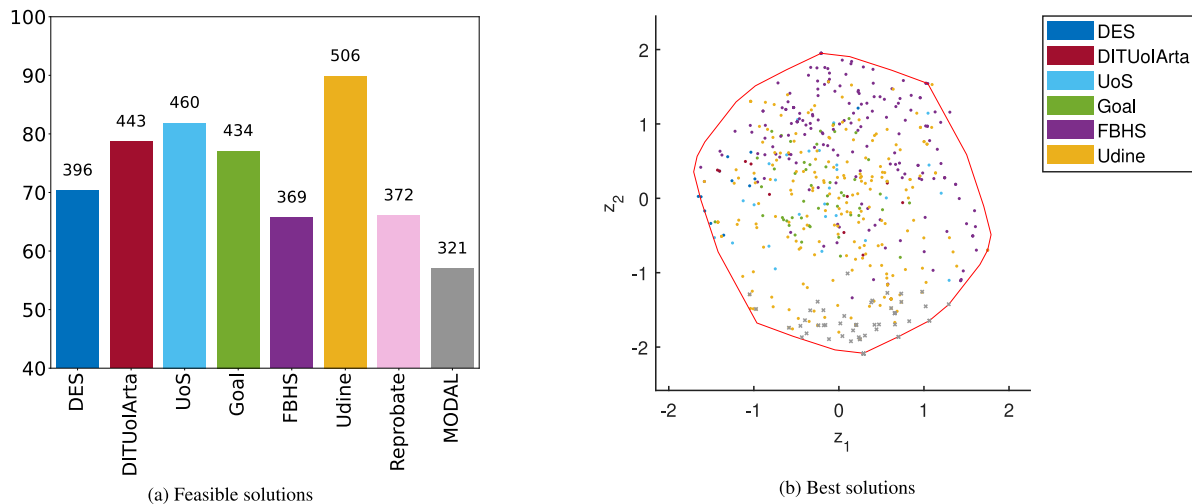 100
90
80
70
60
50
40
396
443
460
434
369
506
372
321
DES
DITUoIArta
UoS
Goal
FBHS
Udine
Reprobate
MODAL
(a) Feasible solutions
2
1
0
-1
-2
z2
-2
-1
0
1
2
z1
DES
DITUoIArta
UoS
Goal
FBHS
Udine
(b) Best solutions